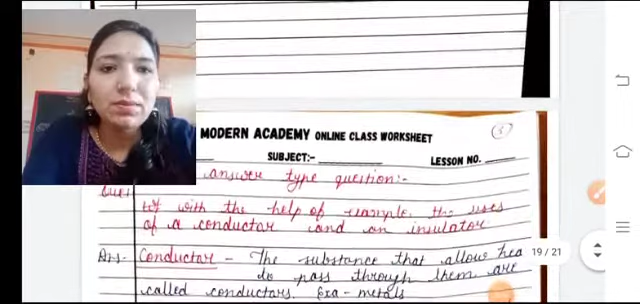 MODERN ACADEMY ONLINE CLASS WORKSHEET
3
SUBJECT:- LESSON NO.
answer type question:-
with the help of example, the uses
of a conductor and an insulator
19 / 21
Ans- Conductor - The substance that allow hea
to pass through them are
called conductors. Exa- metals